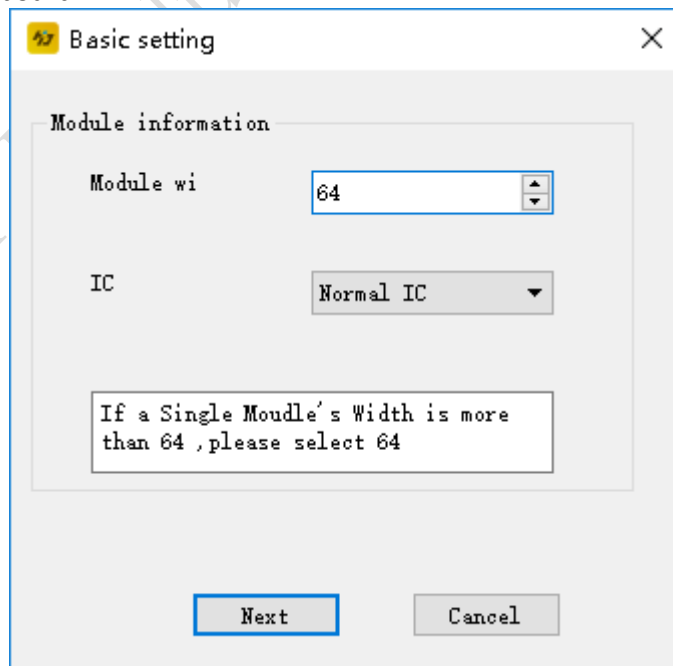 Basic setting
Module information
Module wi
64
IC
Normal IC
If a Single Moudle's Width is more
than 64 ,please select 64
Next
Cancel